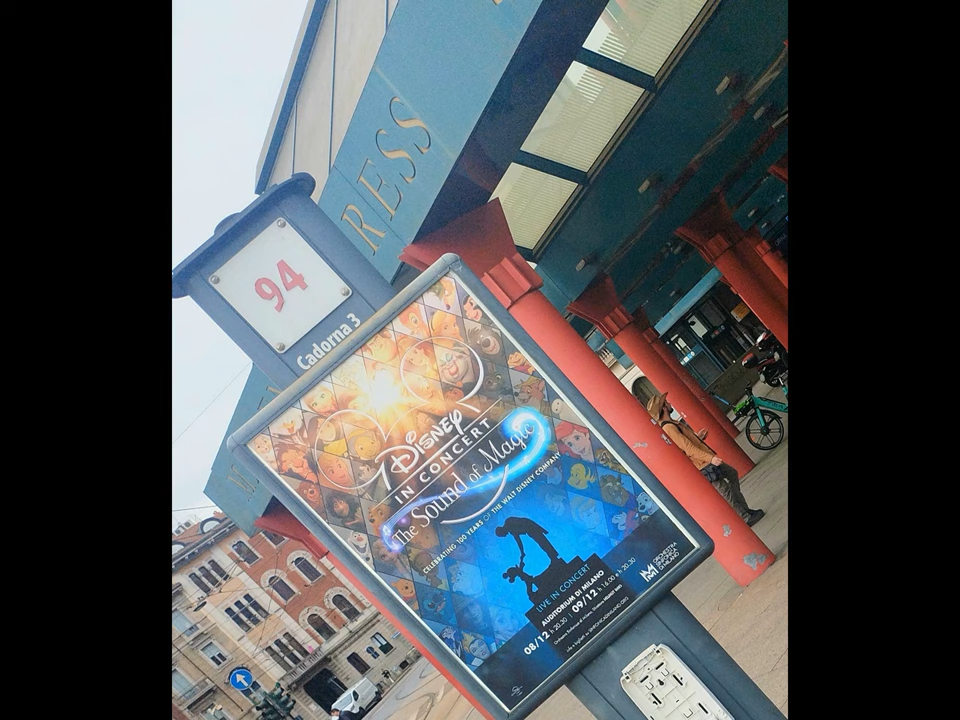 RESS
94
Cadorna 3
Disney
IN CONCERT
The Sound of Magic
CELEBRATING 100 YEARS OF THE WALT DISNEY COMPANY
LIVE IN CONCERT
AUDITORIUM DI MILANO
08/12 h 20.30 | 09/12 h 16.00 e h 20.30
ORCHESTRA
SINFONICA
DI MILANO